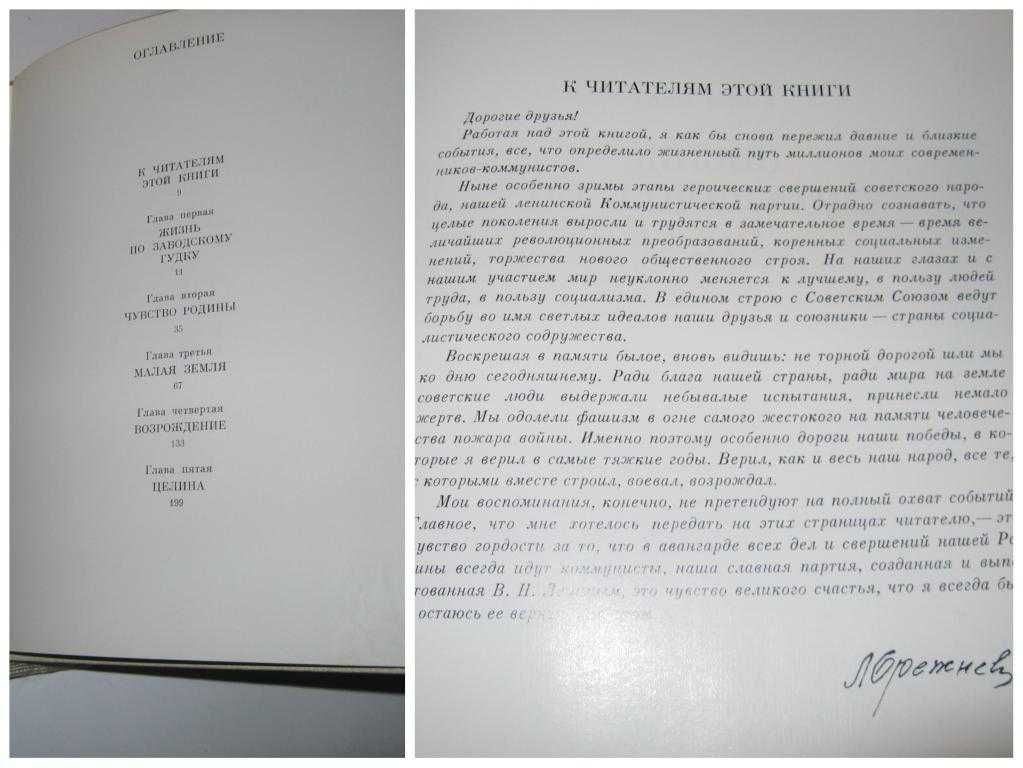 ОГЛАВЛЕНИЕ
К ЧИТАТЕЛЯМ
ЭТОЙ КНИГИ
9
Глава первая
ЖИЗНЬ
ПО ЗАВОДСКОМУ
ГУДКУ
11
Глава вторая
ЧУВСТВО РОДИНЫ
35
Глава третья
МАЛАЯ ЗЕМЛЯ
67
Глава четвертая
ВОЗРОЖДЕНИЕ
133
Глава пятая
ЦЕЛИНА
199
К ЧИТАТЕЛЯМ ЭТОЙ КНИГИ
Дорогие друзья!
Работая над этой книгой, я как бы снова пережил давние и близкие
события, все, что определило жизненный путь миллионов моих современ-
ников-коммунистов.
Ныне особенно зримы этапы героических свершений советского наро-
да, нашей ленинской Коммунистической партии. Отрадно сознавать, что
целые поколения выросли и трудятся в замечательное время — время ве-
личайших революционных преобразований, коренных социальных изме-
нений, торжества нового общественного строя. На наших глазах и с
нашим участием мир неуклонно меняется к лучшему, в пользу людей
труда, в пользу социализма. В едином строю с Советским Союзом ведут
борьбу во имя светлых идеалов наши друзья и союзники — страны социа-
листического содружества.
Воскрешая в памяти былое, вновь видишь: не торной дорогой шли мы
ко дню сегодняшнему. Ради блага нашей страны, ради мира на земле
советские люди выдержали небывалые испытания, принесли немало
жертв. Мы одолели фашизм в огне самого жестокого на памяти человече-
ства пожара войны. Именно поэтому особенно дороги наши победы, в ко-
торые я верил в самые тяжкие годы. Верил, как и весь наш народ, все те,
с которыми вместе строил, воевал, возрождал.
Мои воспоминания, конечно, не претендуют на полный охват событий
Главное, что мне хотелось передать на этих страницах читателю,— эт
увство гордости за то, что в авангарде всех дел и свершений нашей Ро
ины всегда идут коммунисты, наша славная партия, созданная и вып
тованная В. И. Лениным, это чувство великого счастья, что я всегда бы
остаюсь ее
Л Брежнев